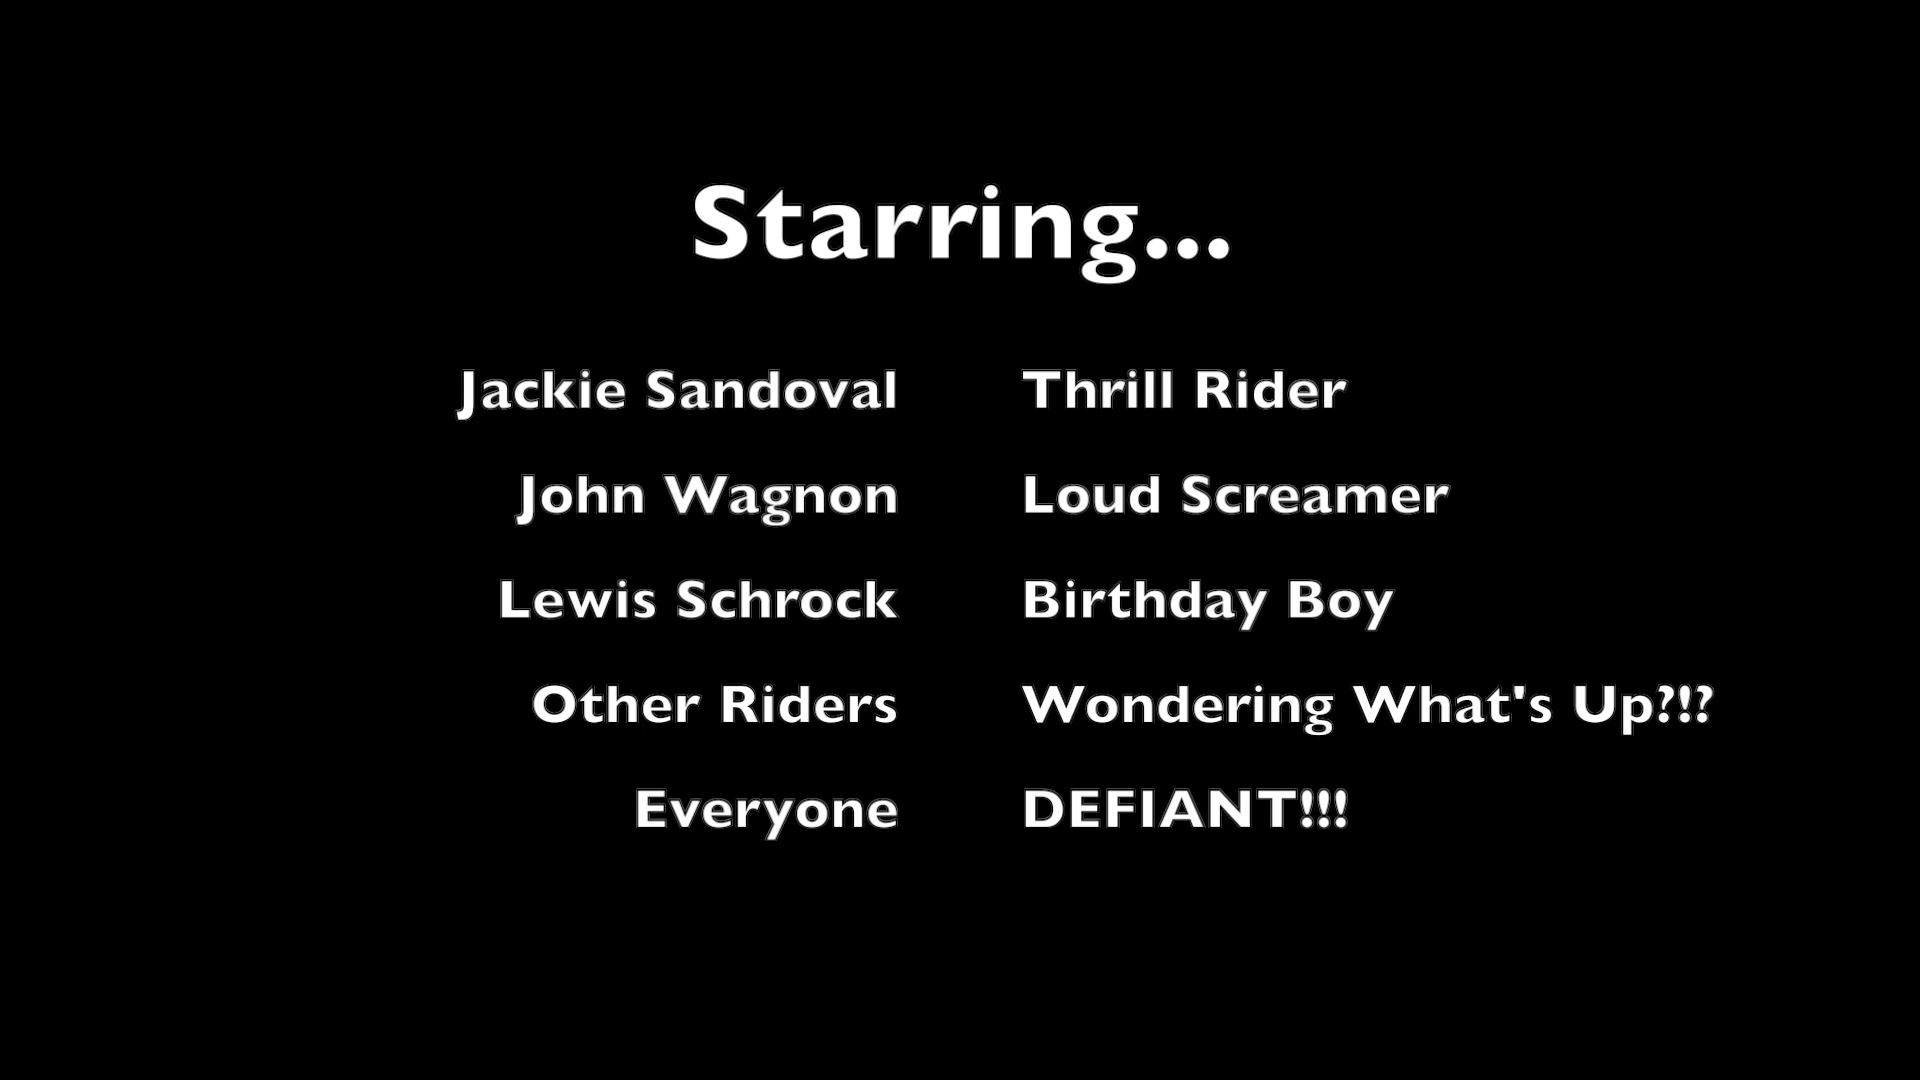 Starring...
Jackie Sandoval Thrill Rider
John Wagnon Loud Screamer
Lewis Schrock Birthday Boy
Other Riders Wondering What's Up?!?
Everyone DEFIANT!!!